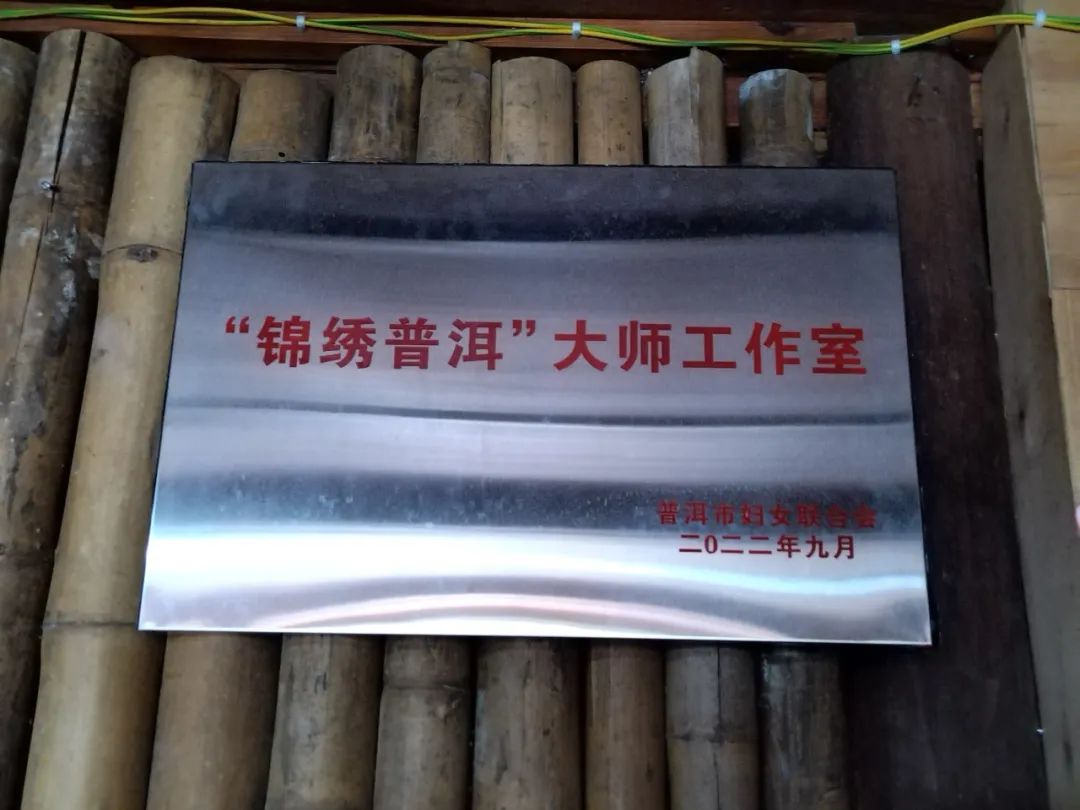 “锦绣普洱”大师工作室
普洱市妇女联合会
二0二二年九月